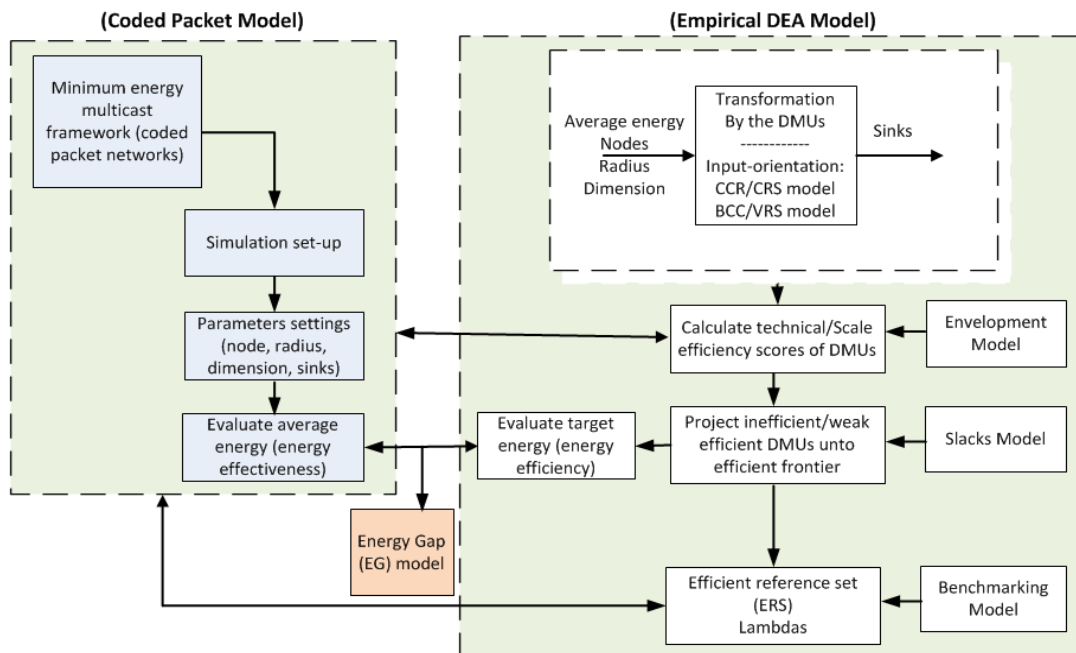 (Coded Packet Model)
(Empirical DEA Model)
Minimum energy
multicast
framework (coded
packet networks)
Simulation set-up
Parameters settings
(node, radius,
dimension, sinks)
Evaluate average
energy (energy
effectiveness)
Energy Gap
(EG) model
Average energy
Nodes
Radius
Dimension
Transformation
By the DMUs
------------
Input-orientation:
CCR/CRS model
BCC/VRS model
Sinks
Calculate technical/Scale
efficiency scores of DMUs
Envelopment
Model
Evaluate target
energy (energy
efficiency)
Project inefficient/weak
efficient DMUs unto
efficient frontier
Slacks Model
Efficient reference set
(ERS)
Lambdas
Benchmarking
Model